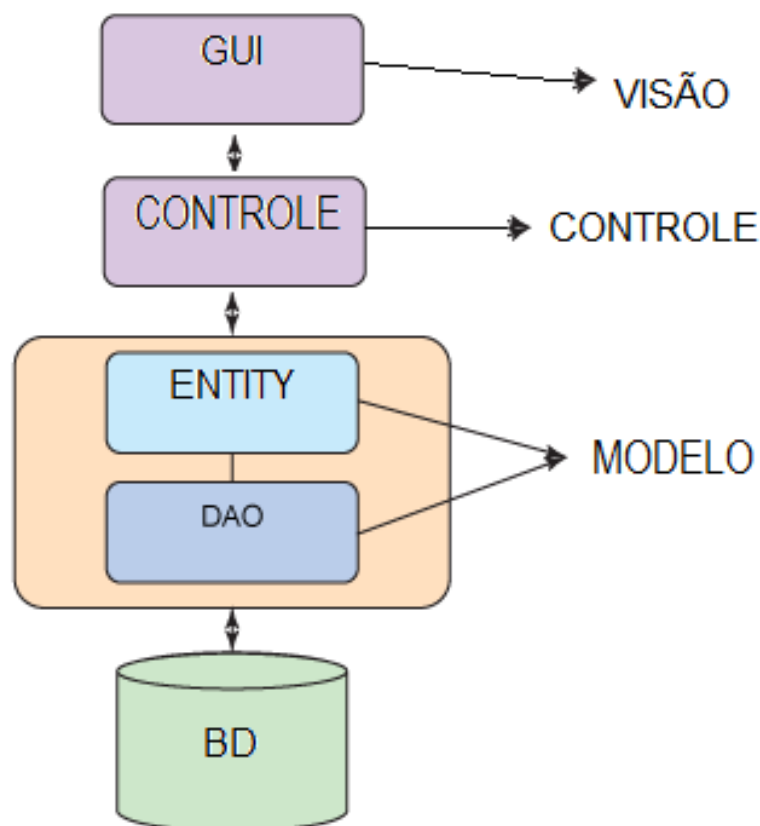 GUI
VISÃO
CONTROLE
CONTROLE
ENTITY
MODELO
DAO
BD